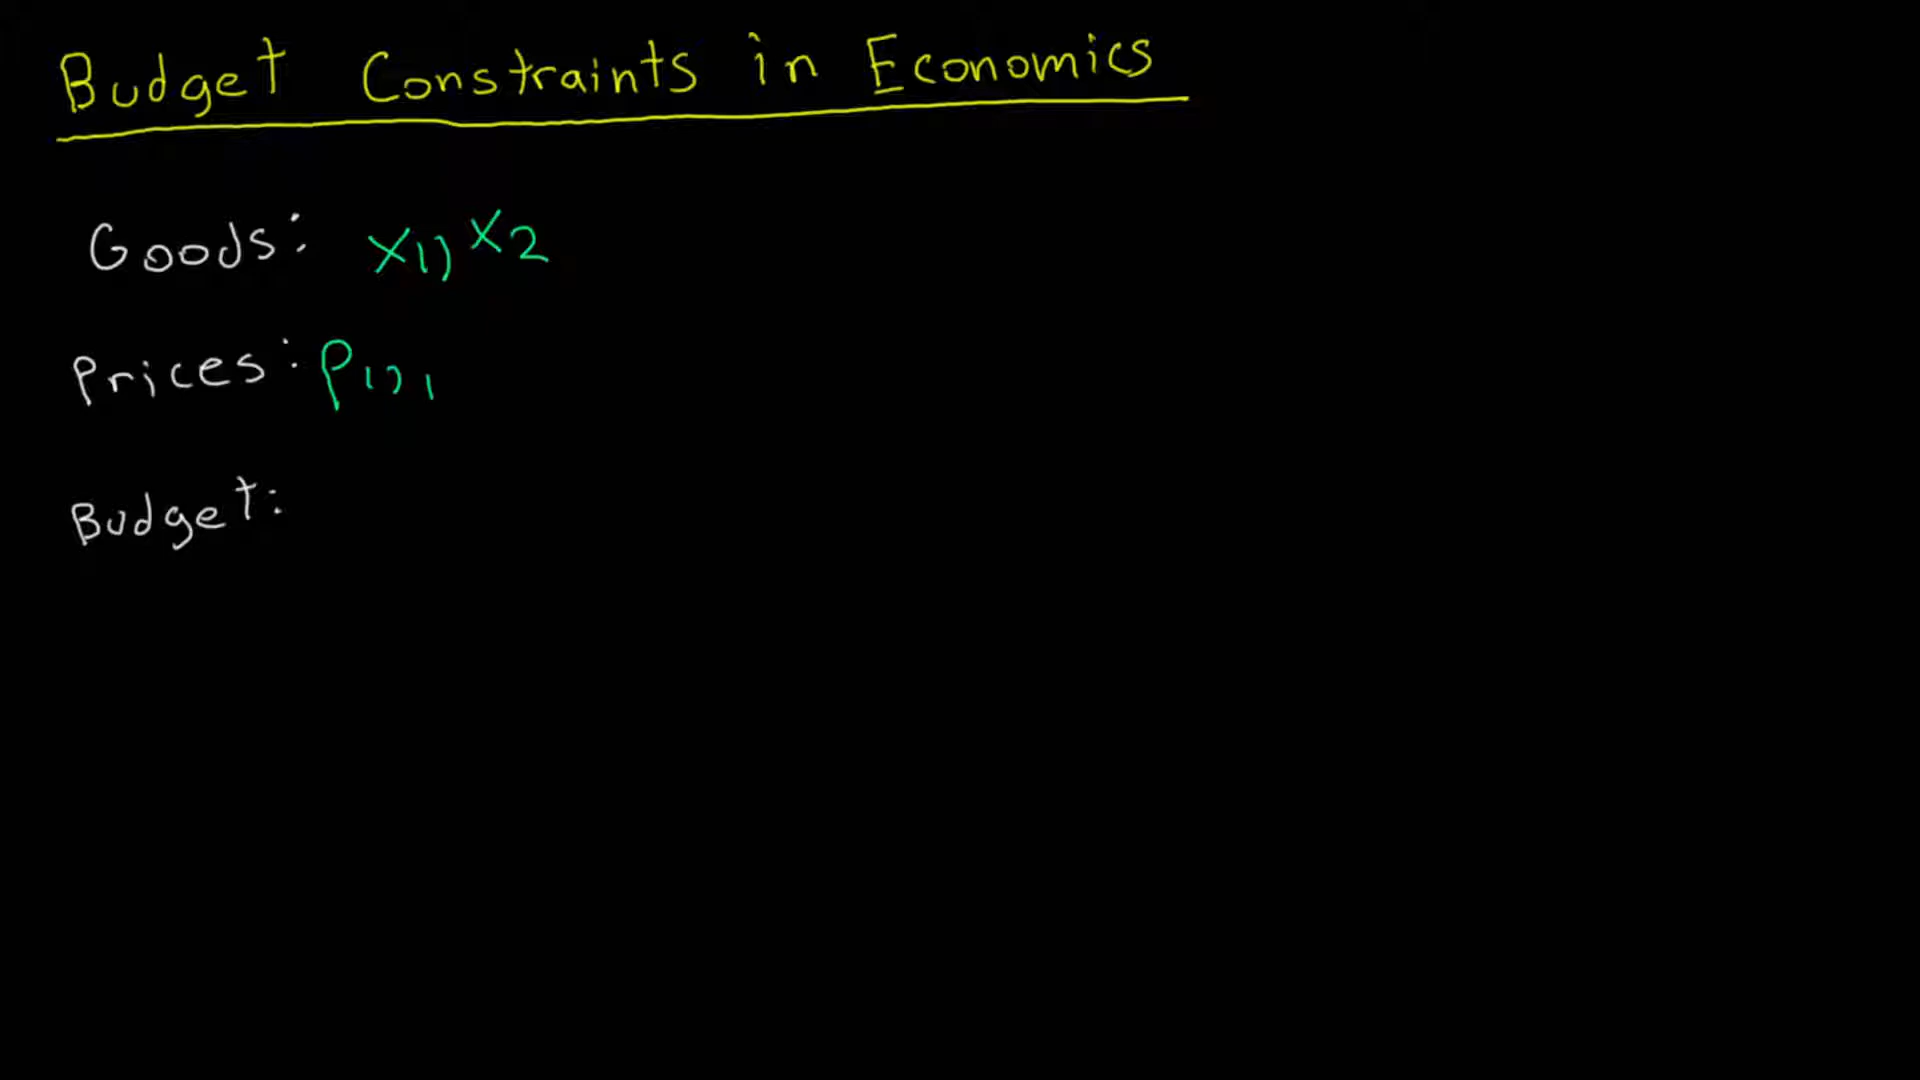 Budget Constraints in Economics
Goods: x1, x2
Prices: P1,
Budget: